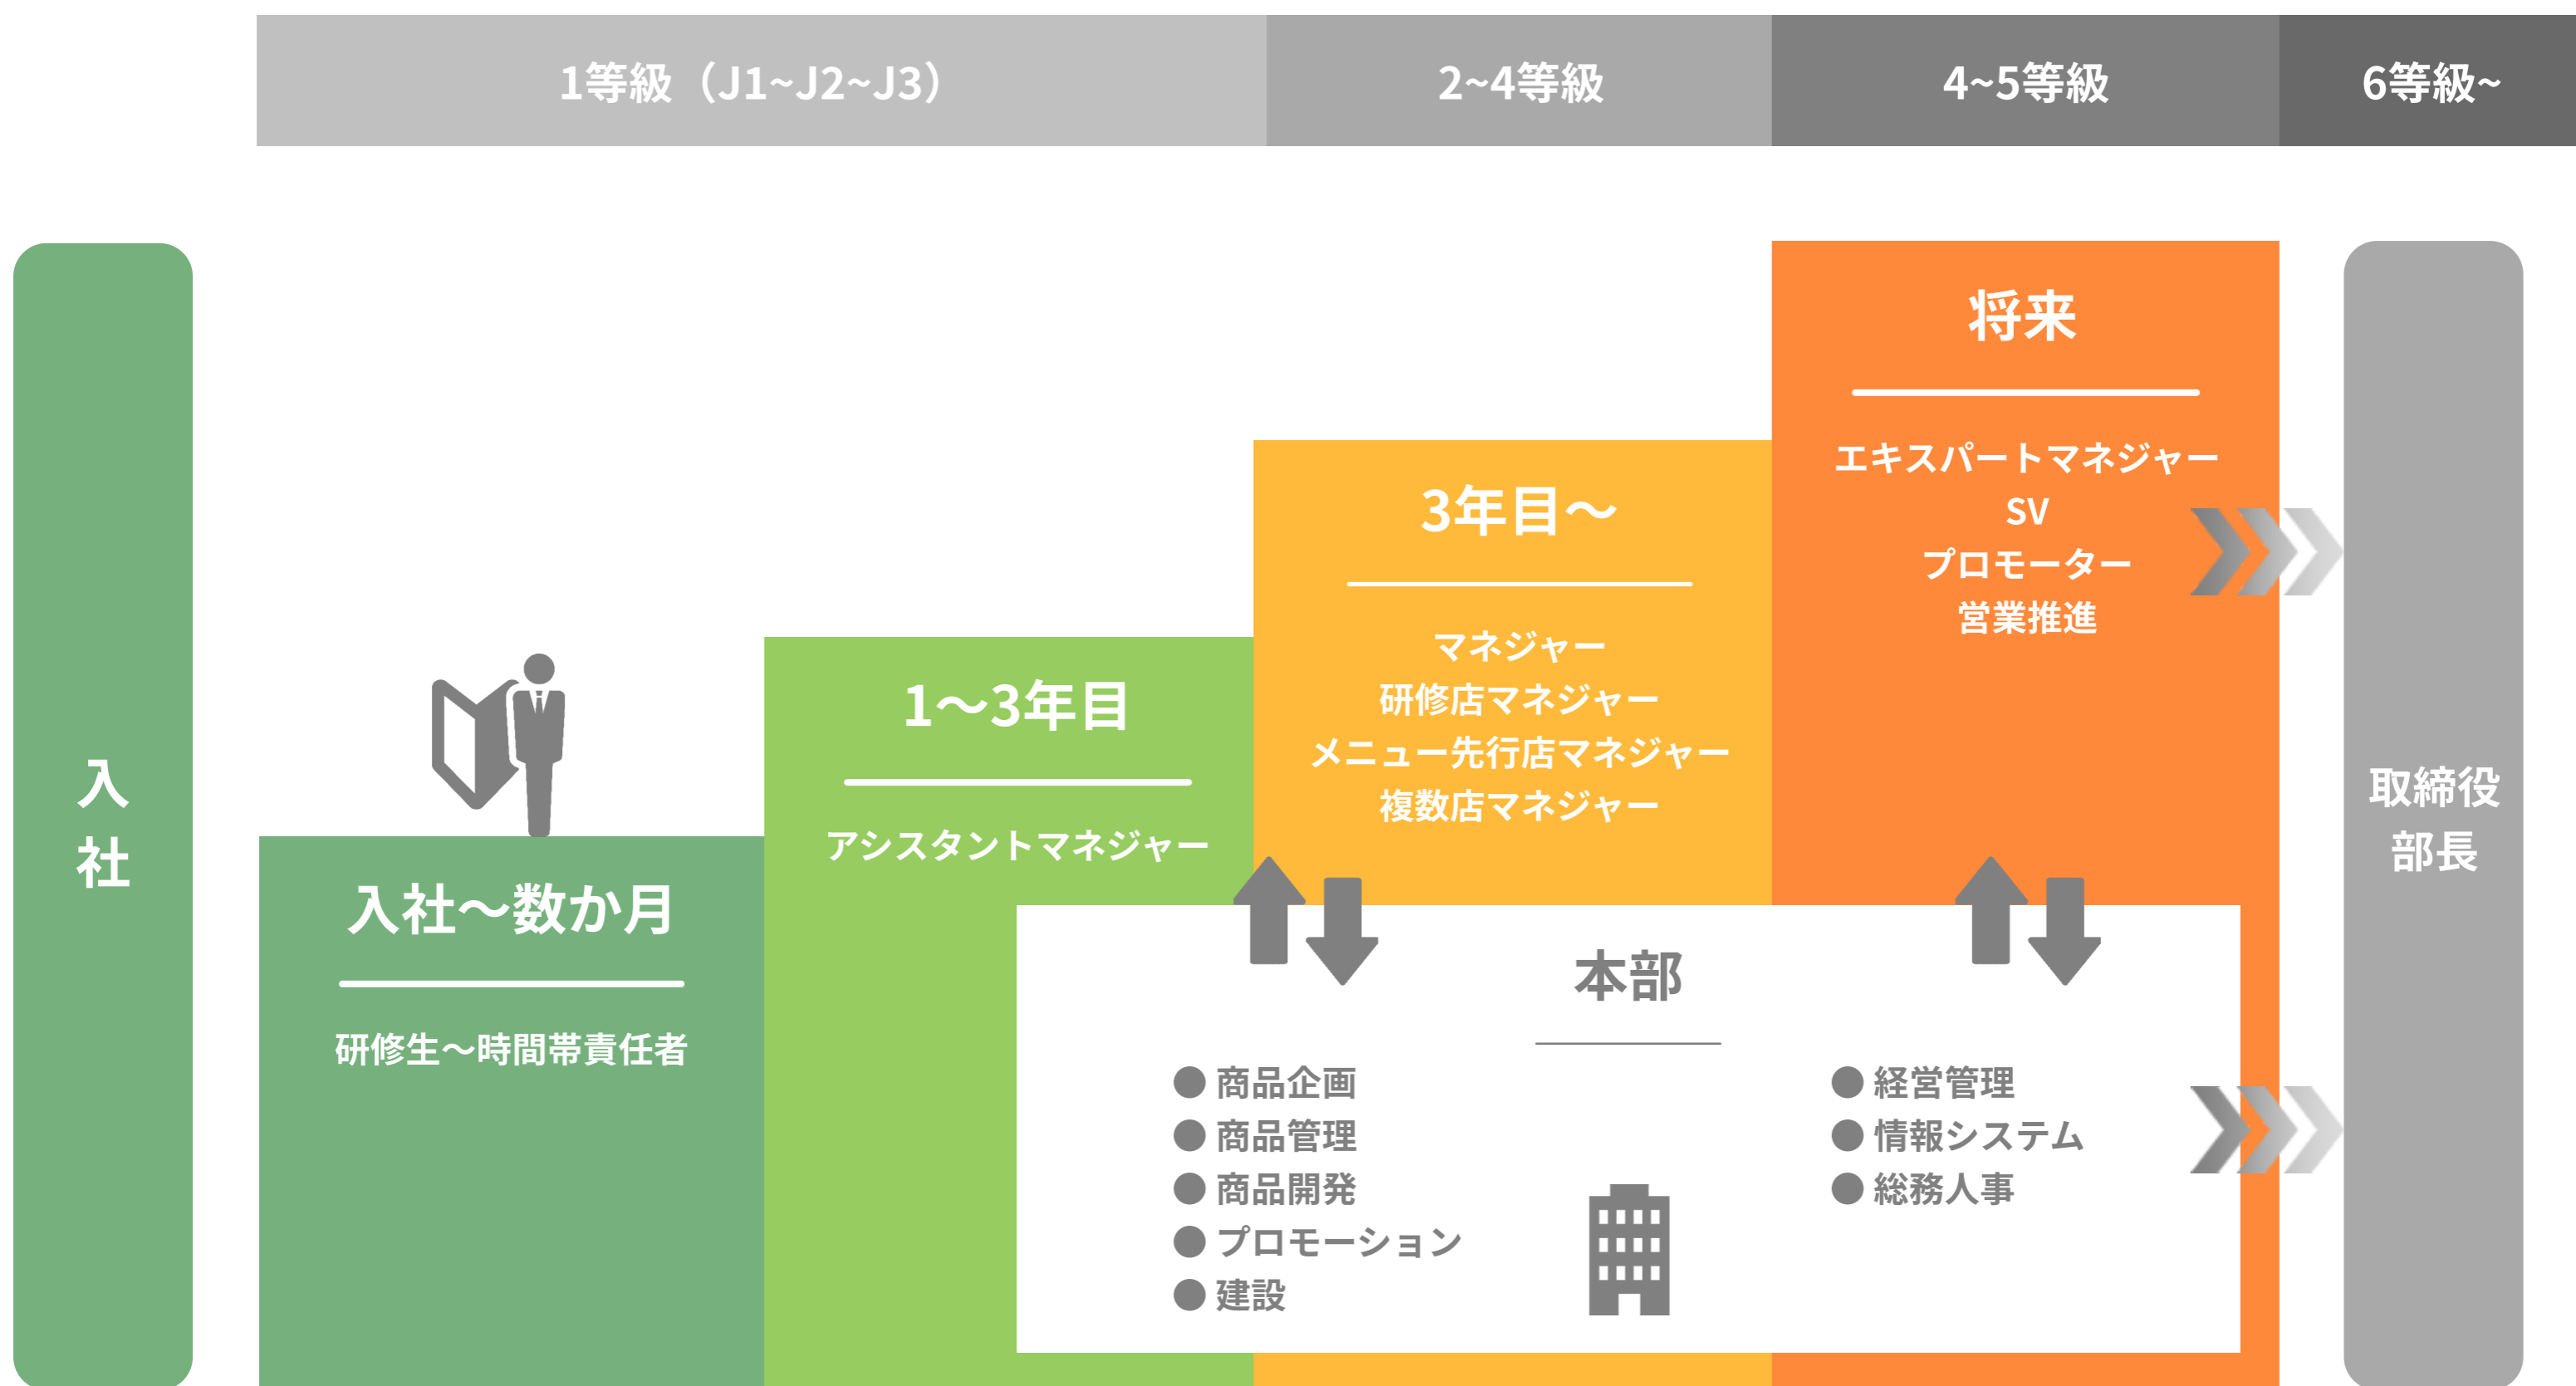 1等級（J1~J2~J3）
2~4等級
4~5等級
6等級~
入
社
入社～数か月
研修生～時間帯責任者
1～3年目
アシスタントマネジャー
3年目～
マネジャー
研修店マネジャー
メニュー先行店マネジャー
複数店マネジャー
将来
エキスパートマネジャー
SV
プロモーター
営業推進
本部
● 商品企画
● 商品管理
● 商品開発
● プロモーション
● 建設
● 経営管理
● 情報システム
● 総務人事
取締役
部長